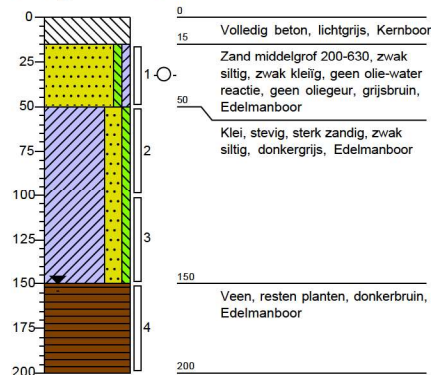 0
25
50
75
100
125
150
175
200
1
2
3
4
0
Volledig beton, lichtgrijs, Kernboor
15
Zand middelgrof 200-630, zwak
siltig, zwak kleiïg, geen olie-water
reactie, geen oliegeur, grijsbruin,
Edelmanboor
50
Klei, stevig, sterk zandig, zwak
siltig, donkergrijs, Edelmanboor
150
Veen, resten planten, donkerbruin,
Edelmanboor
200